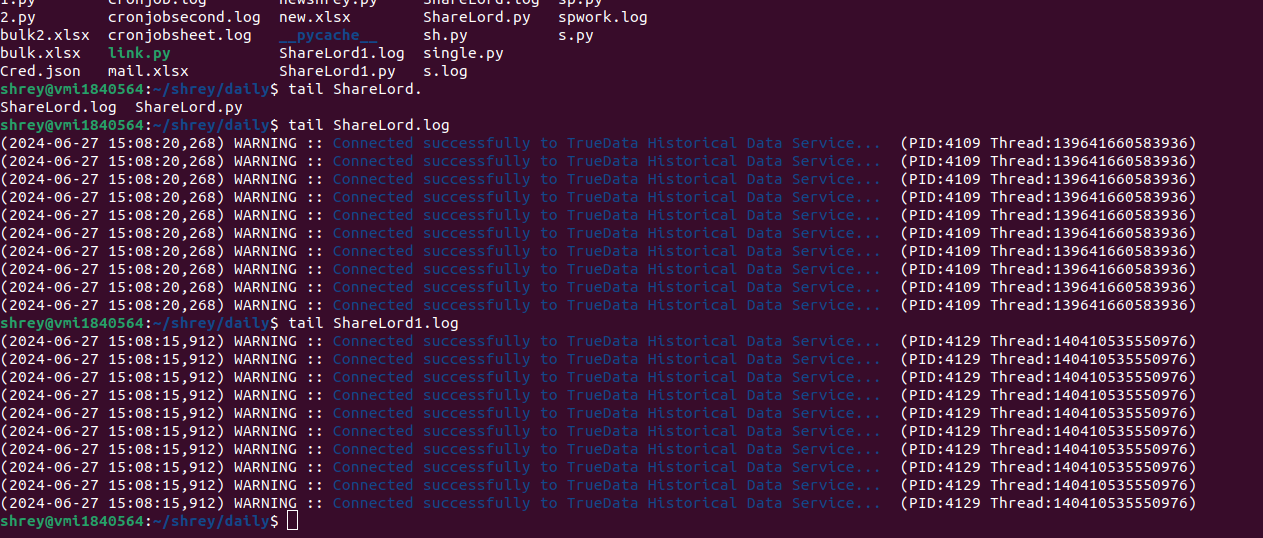 1.py cronjob.log newshrey.py ShareLord.log sp.py
2.py cronjobsecond.log new.xlsx ShareLord.py spwork.log
bulk2.xlsx cronjobsheet.log __pycache__ sh.py s.py
bulk.xlsx link.py ShareLord1.log single.py
Cred.json mail.xlsx ShareLord1.py s.log
shrey@vmi1840564:~/shrey/daily$ tail ShareLord.
ShareLord.log ShareLord.py
shrey@vmi1840564:~/shrey/daily$ tail ShareLord.log
(2024-06-27 15:08:20,268) WARNING :: Connected successfully to TrueData Historical Data Service... (PID:4109 Thread:139641660583936)
(2024-06-27 15:08:20,268) WARNING :: Connected successfully to TrueData Historical Data Service... (PID:4109 Thread:139641660583936)
(2024-06-27 15:08:20,268) WARNING :: Connected successfully to TrueData Historical Data Service... (PID:4109 Thread:139641660583936)
(2024-06-27 15:08:20,268) WARNING :: Connected successfully to TrueData Historical Data Service... (PID:4109 Thread:139641660583936)
(2024-06-27 15:08:20,268) WARNING :: Connected successfully to TrueData Historical Data Service... (PID:4109 Thread:139641660583936)
(2024-06-27 15:08:20,268) WARNING :: Connected successfully to TrueData Historical Data Service... (PID:4109 Thread:139641660583936)
(2024-06-27 15:08:20,268) WARNING :: Connected successfully to TrueData Historical Data Service... (PID:4109 Thread:139641660583936)
(2024-06-27 15:08:20,268) WARNING :: Connected successfully to TrueData Historical Data Service... (PID:4109 Thread:139641660583936)
(2024-06-27 15:08:20,268) WARNING :: Connected successfully to TrueData Historical Data Service... (PID:4109 Thread:139641660583936)
(2024-06-27 15:08:20,268) WARNING :: Connected successfully to TrueData Historical Data Service... (PID:4109 Thread:139641660583936)
shrey@vmi1840564:~/shrey/daily$ tail ShareLord1.log
(2024-06-27 15:08:15,912) WARNING :: Connected successfully to TrueData Historical Data Service... (PID:4129 Thread:140410535550976)
(2024-06-27 15:08:15,912) WARNING :: Connected successfully to TrueData Historical Data Service... (PID:4129 Thread:140410535550976)
(2024-06-27 15:08:15,912) WARNING :: Connected successfully to TrueData Historical Data Service... (PID:4129 Thread:140410535550976)
(2024-06-27 15:08:15,912) WARNING :: Connected successfully to TrueData Historical Data Service... (PID:4129 Thread:140410535550976)
(2024-06-27 15:08:15,912) WARNING :: Connected successfully to TrueData Historical Data Service... (PID:4129 Thread:140410535550976)
(2024-06-27 15:08:15,912) WARNING :: Connected successfully to TrueData Historical Data Service... (PID:4129 Thread:140410535550976)
(2024-06-27 15:08:15,912) WARNING :: Connected successfully to TrueData Historical Data Service... (PID:4129 Thread:140410535550976)
(2024-06-27 15:08:15,912) WARNING :: Connected successfully to TrueData Historical Data Service... (PID:4129 Thread:140410535550976)
(2024-06-27 15:08:15,912) WARNING :: Connected successfully to TrueData Historical Data Service... (PID:4129 Thread:140410535550976)
(2024-06-27 15:08:15,912) WARNING :: Connected successfully to TrueData Historical Data Service... (PID:4129 Thread:140410535550976)
shrey@vmi1840564:~/shrey/daily$